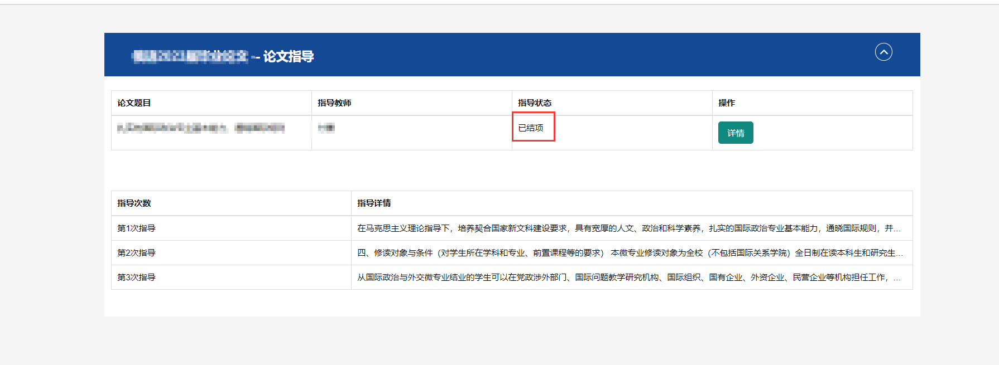 -- 论文指导
论文题目 指导教师 指导状态 操作
已结项 详情
指导次数 指导详情
第1次指导 在马克思主义理论指导下，培养契合国家新文科建设要求，具有宽厚的人文、政治和科学素养，扎实的国际政治专业基本能力，通晓国际规则，并...
第2次指导 四、修读对象与条件（对学生所在学科和专业、前置课程等的要求） 本微专业修读对象为全校（不包括国际关系学院）全日制在读本科生和研究生...
第3次指导 从国际政治与外交微专业结业的学生可以在党政涉外部门、国际问题教学研究机构、国际组织、国有企业、外资企业、民营企业等机构担任工作，...